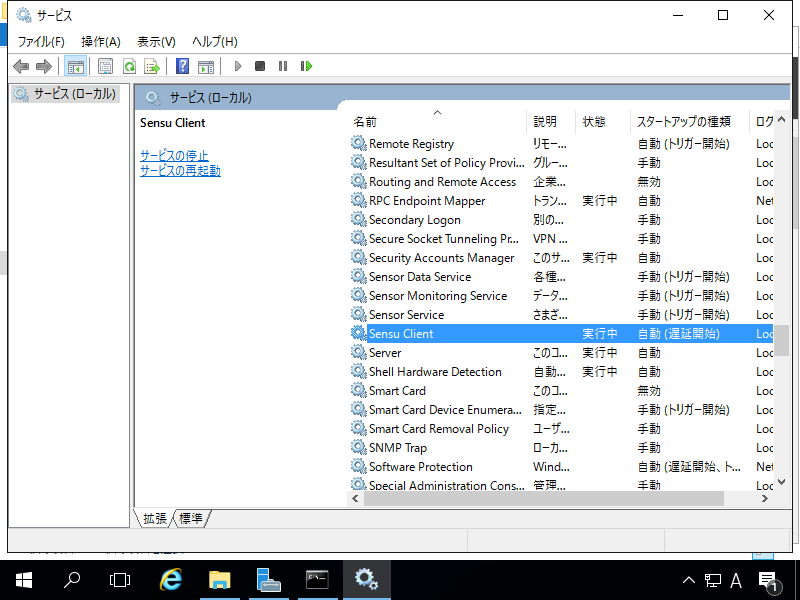 サービス
ファイル(F) 操作(A) 表示(V) ヘルプ(H)
サービス (ローカル)
サービス (ローカル)
Sensu Client
サービスの停止
サービスの再起動
名前 説明 状態 スタートアップの種類 ログ
Remote Registry リモー... 自動 (トリガー開始) Loc
Resultant Set of Policy Provi... グルー... 手動 Loc
Routing and Remote Access 企業... 無効 Loc
RPC Endpoint Mapper トラン... 実行中 自動 Net
Secondary Logon 別の... 手動 Loc
Secure Socket Tunneling Pr... VPN ... 手動 Loc
Security Accounts Manager このサ... 実行中 自動 Loc
Sensor Data Service 各種... 手動 (トリガー開始) Loc
Sensor Monitoring Service データ... 手動 (トリガー開始) Loc
Sensor Service さまざ... 手動 (トリガー開始) Loc
Sensu Client 実行中 自動 (遅延開始) Loc
Server このコ... 実行中 自動 Loc
Shell Hardware Detection 自動... 実行中 自動 Loc
Smart Card このコ... 無効 Loc
Smart Card Device Enumera... 指定... 手動 (トリガー開始) Loc
Smart Card Removal Policy ユーザ... 手動 Loc
SNMP Trap ローカ... 手動 Loc
Software Protection Wind... 自動 (遅延開始、ト... Net
Special Administration Cons... 管理... 手動 Loc
拡張 標準
A 1